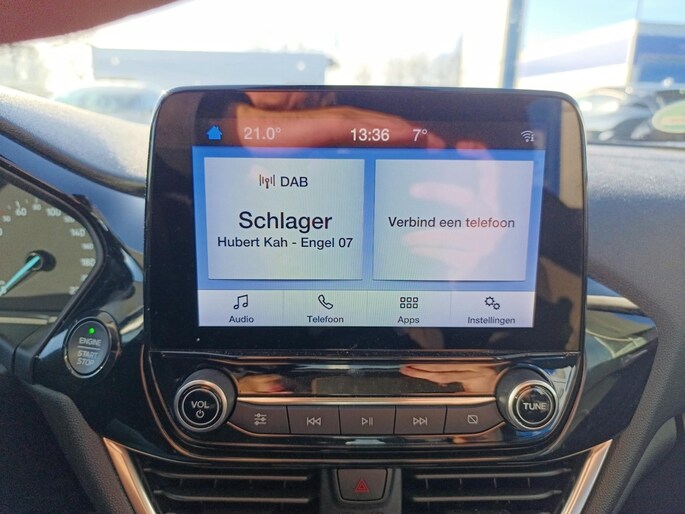 21.0° 13:36 7°
DAB
Schlager
Hubert Kah - Engel 07
Verbind een telefoon
Audio Telefoon Apps Instellingen
ENGINE
START
STOP
VOL
TUNE